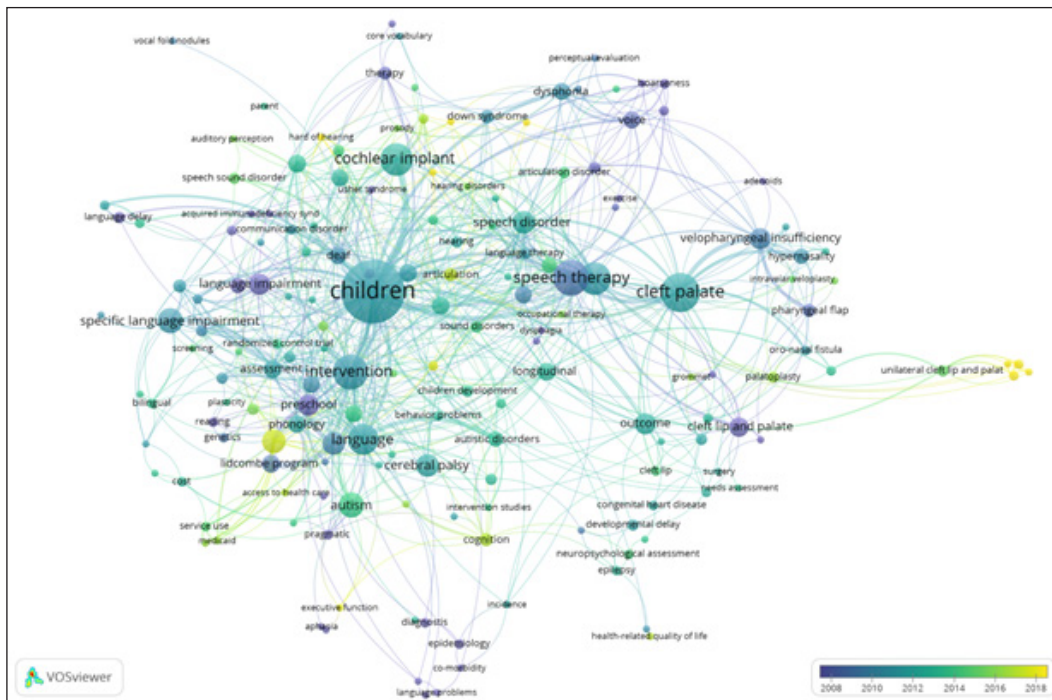 core vocabulary
vocal fold nodules
perceptual evaluation
therapy
hoarseness
dysphonia
parent
down syndrome
voice
prosody
auditory perception
hard of hearing
cochlear implant
articulation disorder
speech sound disorder
hearing disorders
adenoids
usher syndrome
exercise
language delay
acquired immunodeficiency synd
speech disorder
communication disorder
velopharyngeal insufficiency
hearing
deaf
language therapy
hypernasality
articulation
speech therapy
language impairment
intravelar veloplasty
children
cleft palate
pharyngeal flap
occupational therapy
specific language impairment
sound disorders
dysphagia
randomized control trial
screening
oro-nasal fistula
assessment
intervention
longitudinal
unilateral cleft lip and palat
grommet
palatoplasty
children development
bilingual
plasticity
preschool
behavior problems
reading
phonology
outcome
cleft lip and palate
genetics
language
autistic disorders
lidcombe program
cerebral palsy
cleft lip
surgery
cost
needs assessment
access to health care
autism
intervention studies
congenital heart disease
service use
developmental delay
pragmatic
medicaid
cognition
neuropsychological assessment
epilepsy
executive function
incidence
diagnostis
aphasia
health-related quality of life
epidemiology
co-morbidity
language problems
VOSviewer
2008 2010 2012 2014 2016 2018